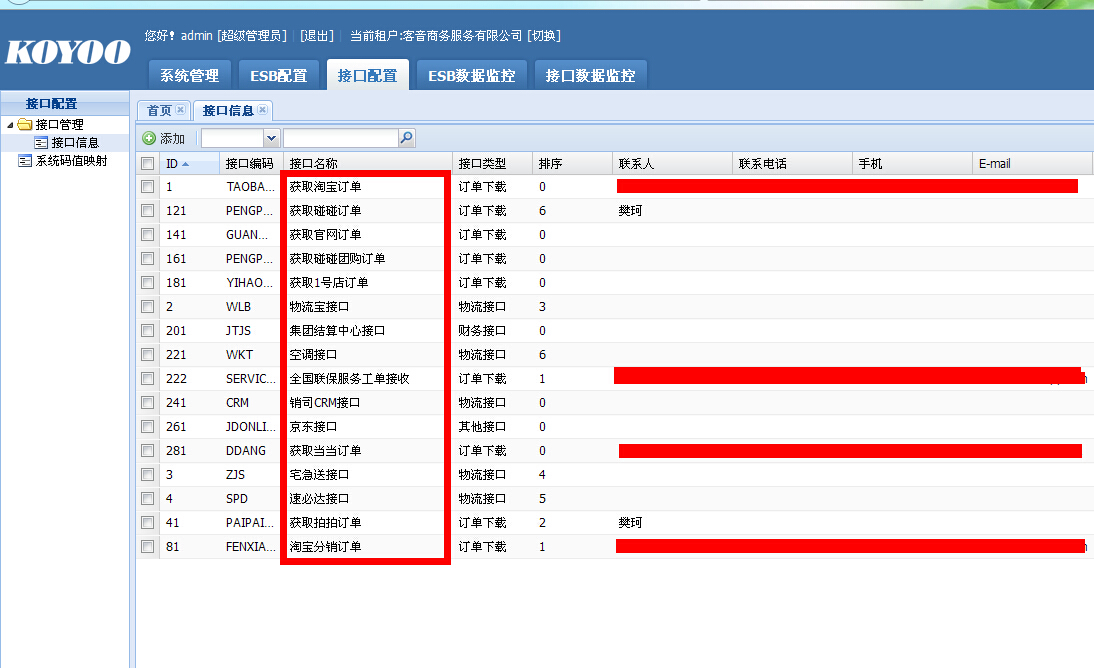 KOYOO
您好! admin [超级管理员] [退出] 当前租户:客音商务服务有限公司 [切换]
系统管理 ESB配置 接口配置 ESB数据监控 接口数据监控
接口配置
接口管理
接口信息
系统码值映射
首页 接口信息
添加
ID 接口编码 接口名称 接口类型 排序 联系人 联系电话 手机 E-mail
1 TAOBA... 获取淘宝订单 订单下载 0
121 PENGP... 获取碰碰订单 订单下载 6 樊珂
141 GUAN... 获取官网订单 订单下载 0
161 PENGP... 获取碰碰团购订单 订单下载 0
181 YIHAO... 获取1号店订单 订单下载 0
2 WLB 物流宝接口 物流接口 3
201 JTJS 集团结算中心接口 财务接口 0
221 WKT 空调接口 物流接口 6
222 SERVIC... 全国联保服务工单接收 订单下载 1
241 CRM 销司CRM接口 物流接口 0
261 JDONLI... 京东接口 其他接口 0
281 DDANG 获取当当订单 订单下载 0
3 ZJS 宅急送接口 物流接口 4
4 SPD 速必达接口 物流接口 5
41 PAIPAI... 获取拍拍订单 订单下载 2 樊珂
81 FENXIA... 淘宝分销订单 订单下载 1